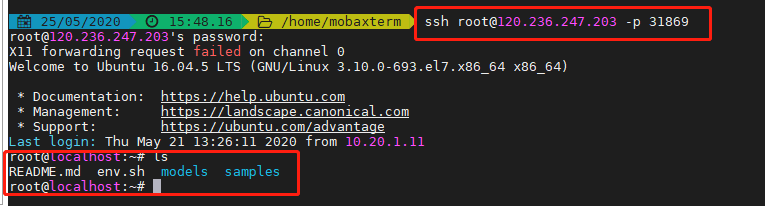 25/05/2020 15:48.16 /home/mobaxterm ssh root@120.236.247.203 -p 31869
root@120.236.247.203's password:
X11 forwarding request failed on channel 0
Welcome to Ubuntu 16.04.5 LTS (GNU/Linux 3.10.0-693.el7.x86_64 x86_64)
* Documentation: https://help.ubuntu.com
* Management: https://landscape.canonical.com
* Support: https://ubuntu.com/advantage
Last login: Thu May 21 13:26:11 2020 from 10.20.1.11
root@localhost:~# ls
README.md env.sh models samples
root@localhost:~#